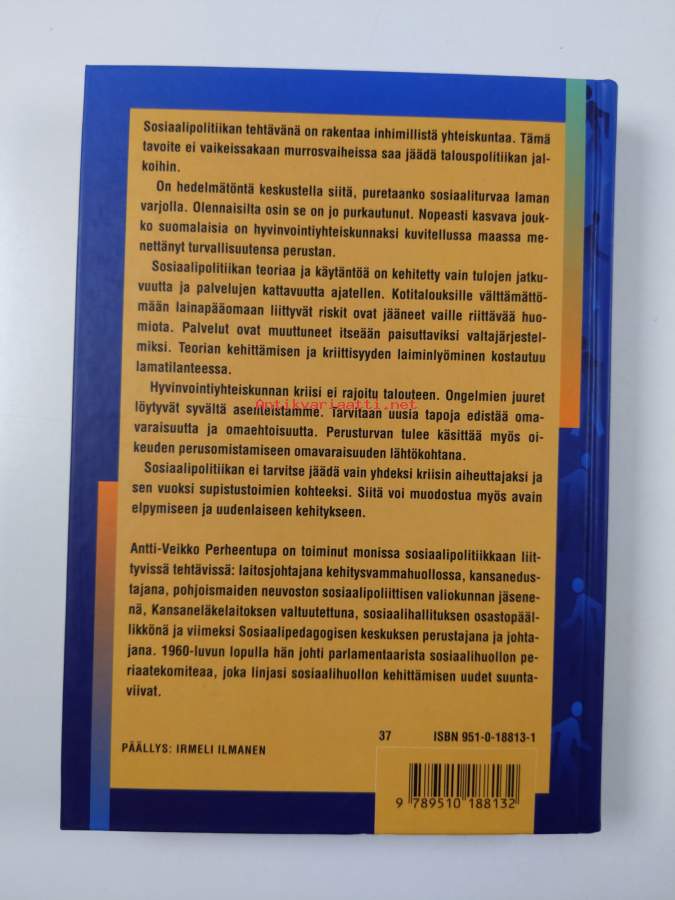 Sosiaalipolitiikan tehtävänä on rakentaa inhimillistä yhteiskuntaa. Tämä
tavoite ei vaikeissakaan murrosvaiheissa saa jäädä talouspolitiikan jal-
koihin.
On hedelmätöntä keskustella siitä, puretaanko sosiaaliturvaa laman
varjolla. Olennaisilta osin se on jo purkautunut. Nopeasti kasvava jouk-
ko suomalaisia on hyvinvointiyhteiskunnaksi kuvitellussa maassa me-
nettänyt turvallisuutensa perustan.
Sosiaalipolitiikan teoriaa ja käytäntöä on kehitetty vain tulojen jatku-
vuutta ja palvelujen kattavuutta ajatellen. Kotitalouksille välttämättö-
mään lainapääomaan liittyvät riskit ovat jääneet vaille riittävää huo-
miota. Palvelut ovat muuttuneet itseään paisuttaviksi valtajärjestel-
miksi. Teorian kehittämisen ja kriittisyyden laiminlyöminen kostautuu
lamatilanteessa.
Hyvinvointiyhteiskunnan kriisi ei rajoitu talouteen. Ongelmien juuret
löytyvät syvältä asenteistamme. Tarvitaan uusia tapoja edistää oma-
varaisuutta ja omaehtoisuutta. Perusturvan tulee käsittää myös oi-
keuden perusomistamiseen omavaraisuuden lähtökohtana.
Sosiaalipolitiikan ei tarvitse jäädä vain yhdeksi kriisin aiheuttajaksi ja
sen vuoksi supistustoimien kohteeksi. Siitä voi muodostua myös avain
elpymiseen ja uudenlaiseen kehitykseen.
Antti-Veikko Perheentupa on toiminut monissa sosiaalipolitiikkaan liit-
tyvissä tehtävissä: laitosjohtajana kehitysvammahuollossa, kansanedus-
tajana, pohjoismaiden neuvoston sosiaalipoliittisen valiokunnan jäsene-
nä, Kansaneläkelaitoksen valtuutettuna, sosiaalihallituksen osastopääl-
likkönä ja viimeksi Sosiaalipedagogisen keskuksen perustajana ja johta-
jana. 1960-luvun lopulla hän johti parlamentaarista sosiaalihuollon pe-
riaatekomiteaa, joka linjasi sosiaalihuollon kehittämisen uudet suunta-
viivat.
37 ISBN 951-0-18813-1
PÄÄLLYS: IRMELI ILMANEN
9 789510 188132
Antikvariaatti.net